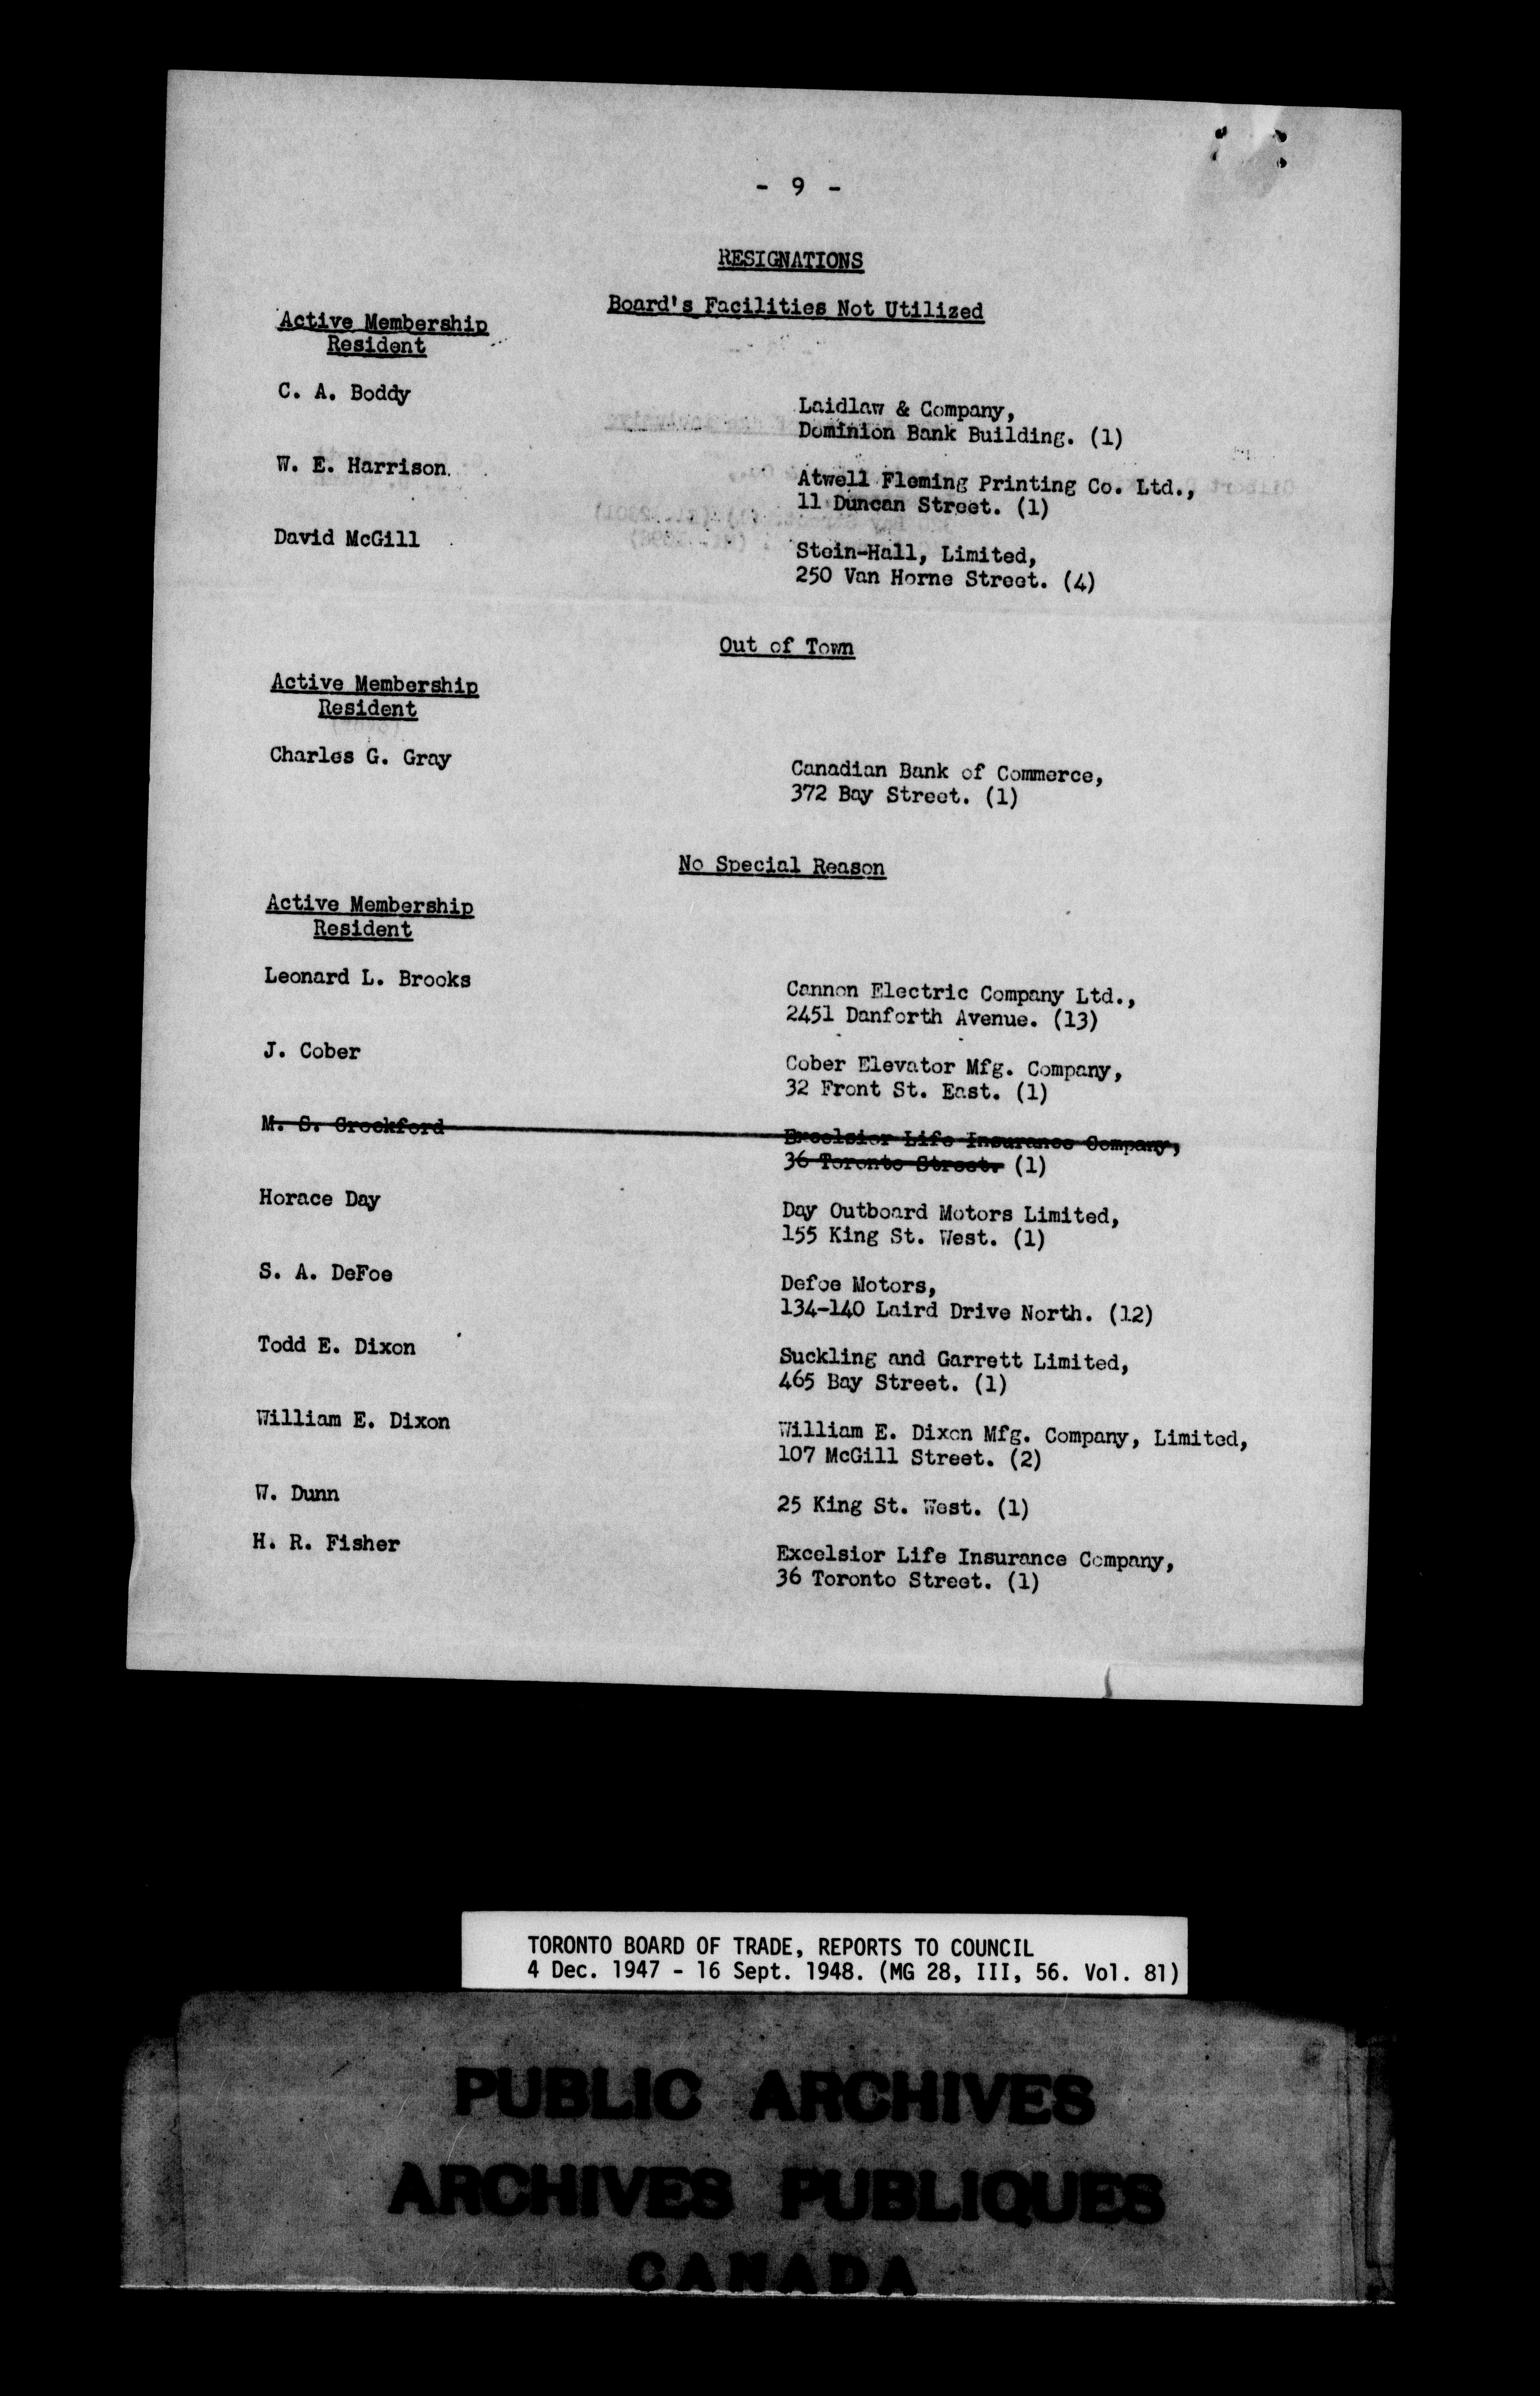 - 9 -
RESIGNATIONS
Board's Facilities Not Utilized
Active Membership
Resident
C. A. Boddy
Laidlaw & Company,
Dominion Bank Building. (1)
W. E. Harrison
Atwell Fleming Printing Co. Ltd.,
11 Duncan Street. (1)
David McGill
Stein-Hall, Limited,
250 Van Horne Street. (4)
Out of Town
Active Membership
Resident
Charles G. Gray
Canadian Bank of Commerce,
372 Bay Street. (1)
No Special Reason
Active Membership
Resident
Leonard L. Brooks
Cannon Electric Company Ltd.,
2451 Danforth Avenue. (13)
J. Cober
Cober Elevator Mfg. Company,
32 Front St. East. (1)
M. S. Crockford
Excelsior Life Insurance Company,
36 Toronto Street. (1)
Horace Day
Day Outboard Motors Limited,
155 King St. West. (1)
S. A. DeFoe
Defoe Motors,
134-140 Laird Drive North. (12)
Todd E. Dixon
Suckling and Garrett Limited,
465 Bay Street. (1)
William E. Dixon
William E. Dixon Mfg. Company, Limited,
107 McGill Street. (2)
W. Dunn
25 King St. West. (1)
H. R. Fisher
Excelsior Life Insurance Company,
36 Toronto Street. (1)
TORONTO BOARD OF TRADE, REPORTS TO COUNCIL
4 Dec. 1947 - 16 Sept. 1948. (MG 28, III, 56. Vol. 81)
PUBLIC ARCHIVES
ARCHIVES PUBLIQUES
CANADA